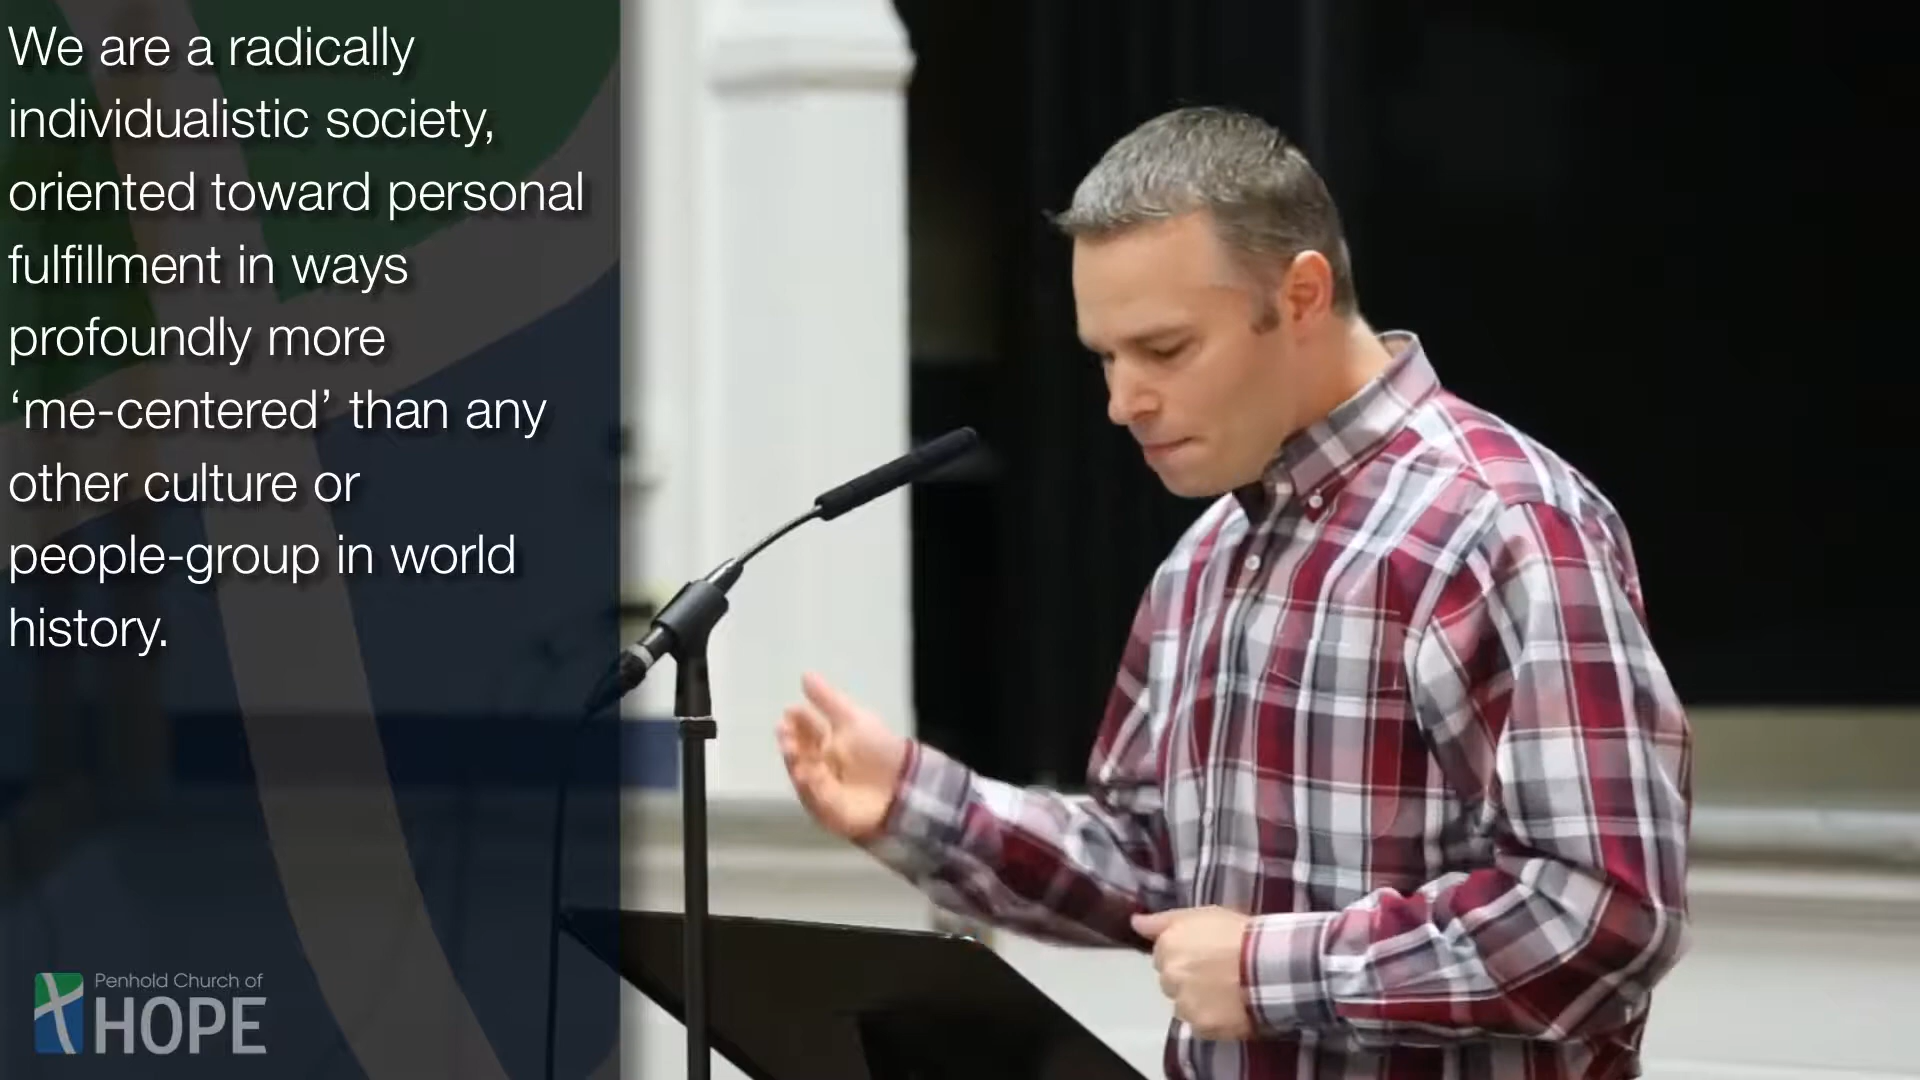 We are a radically
individualistic society,
oriented toward personal
fulfillment in ways
profoundly more
‘me-centered’ than any
other culture or
people-group in world
history.
Penhold Church of
HOPE